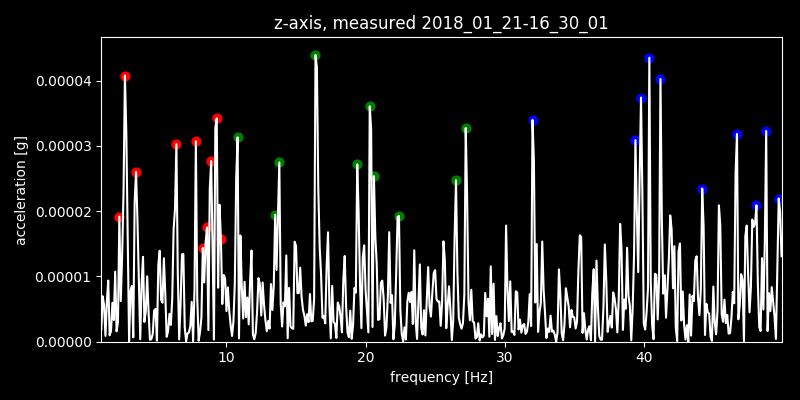 z-axis, measured 2018_01_21-16_30_01
acceleration [g]
0.00004
0.00003
0.00002
0.00001
0.00000
10 20 30 40
frequency [Hz]